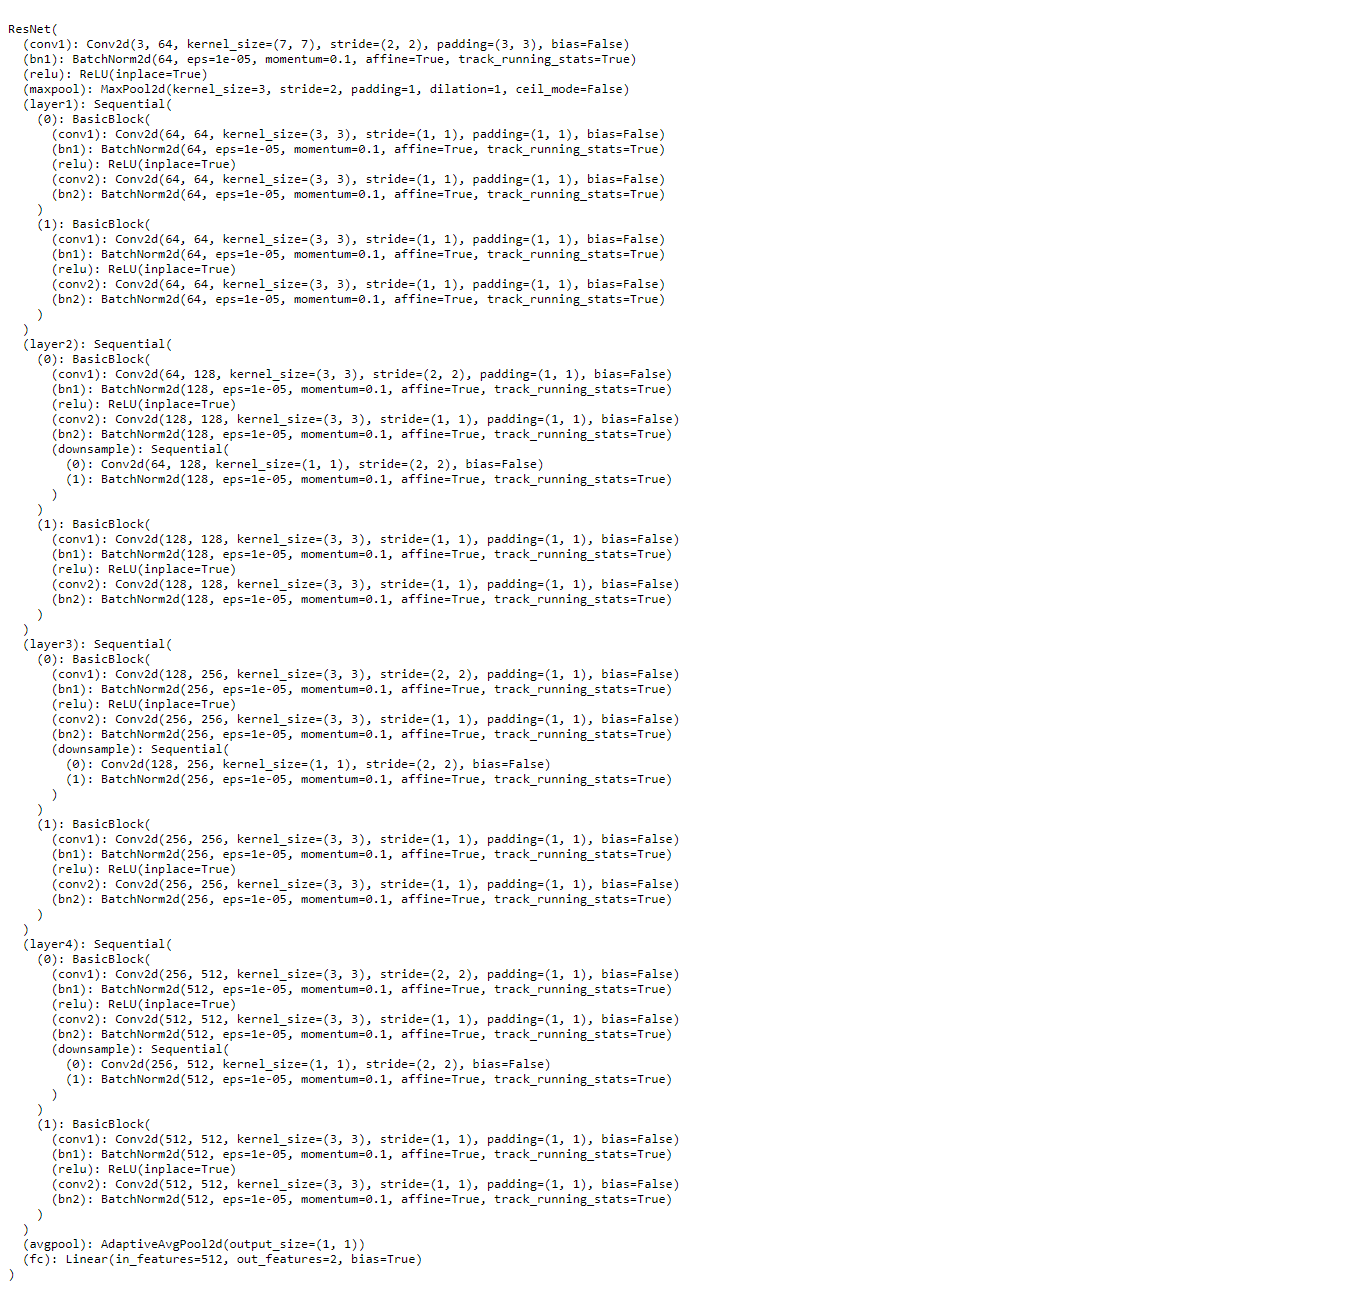 ResNet(
  (conv1): Conv2d(3, 64, kernel_size=(7, 7), stride=(2, 2), padding=(3, 3), bias=False)
  (bn1): BatchNorm2d(64, eps=1e-05, momentum=0.1, affine=True, track_running_stats=True)
  (relu): ReLU(inplace=True)
  (maxpool): MaxPool2d(kernel_size=3, stride=2, padding=1, dilation=1, ceil_mode=False)
  (layer1): Sequential(
    (0): BasicBlock(
      (conv1): Conv2d(64, 64, kernel_size=(3, 3), stride=(1, 1), padding=(1, 1), bias=False)
      (bn1): BatchNorm2d(64, eps=1e-05, momentum=0.1, affine=True, track_running_stats=True)
      (relu): ReLU(inplace=True)
      (conv2): Conv2d(64, 64, kernel_size=(3, 3), stride=(1, 1), padding=(1, 1), bias=False)
      (bn2): BatchNorm2d(64, eps=1e-05, momentum=0.1, affine=True, track_running_stats=True)
    )
    (1): BasicBlock(
      (conv1): Conv2d(64, 64, kernel_size=(3, 3), stride=(1, 1), padding=(1, 1), bias=False)
      (bn1): BatchNorm2d(64, eps=1e-05, momentum=0.1, affine=True, track_running_stats=True)
      (relu): ReLU(inplace=True)
      (conv2): Conv2d(64, 64, kernel_size=(3, 3), stride=(1, 1), padding=(1, 1), bias=False)
      (bn2): BatchNorm2d(64, eps=1e-05, momentum=0.1, affine=True, track_running_stats=True)
    )
  )
  (layer2): Sequential(
    (0): BasicBlock(
      (conv1): Conv2d(64, 128, kernel_size=(3, 3), stride=(2, 2), padding=(1, 1), bias=False)
      (bn1): BatchNorm2d(128, eps=1e-05, momentum=0.1, affine=True, track_running_stats=True)
      (relu): ReLU(inplace=True)
      (conv2): Conv2d(128, 128, kernel_size=(3, 3), stride=(1, 1), padding=(1, 1), bias=False)
      (bn2): BatchNorm2d(128, eps=1e-05, momentum=0.1, affine=True, track_running_stats=True)
      (downsample): Sequential(
        (0): Conv2d(64, 128, kernel_size=(1, 1), stride=(2, 2), bias=False)
        (1): BatchNorm2d(128, eps=1e-05, momentum=0.1, affine=True, track_running_stats=True)
      )
    )
    (1): BasicBlock(
      (conv1): Conv2d(128, 128, kernel_size=(3, 3), stride=(1, 1), padding=(1, 1), bias=False)
      (bn1): BatchNorm2d(128, eps=1e-05, momentum=0.1, affine=True, track_running_stats=True)
      (relu): ReLU(inplace=True)
      (conv2): Conv2d(128, 128, kernel_size=(3, 3), stride=(1, 1), padding=(1, 1), bias=False)
      (bn2): BatchNorm2d(128, eps=1e-05, momentum=0.1, affine=True, track_running_stats=True)
    )
  )
  (layer3): Sequential(
    (0): BasicBlock(
      (conv1): Conv2d(128, 256, kernel_size=(3, 3), stride=(2, 2), padding=(1, 1), bias=False)
      (bn1): BatchNorm2d(256, eps=1e-05, momentum=0.1, affine=True, track_running_stats=True)
      (relu): ReLU(inplace=True)
      (conv2): Conv2d(256, 256, kernel_size=(3, 3), stride=(1, 1), padding=(1, 1), bias=False)
      (bn2): BatchNorm2d(256, eps=1e-05, momentum=0.1, affine=True, track_running_stats=True)
      (downsample): Sequential(
        (0): Conv2d(128, 256, kernel_size=(1, 1), stride=(2, 2), bias=False)
        (1): BatchNorm2d(256, eps=1e-05, momentum=0.1, affine=True, track_running_stats=True)
      )
    )
    (1): BasicBlock(
      (conv1): Conv2d(256, 256, kernel_size=(3, 3), stride=(1, 1), padding=(1, 1), bias=False)
      (bn1): BatchNorm2d(256, eps=1e-05, momentum=0.1, affine=True, track_running_stats=True)
      (relu): ReLU(inplace=True)
      (conv2): Conv2d(256, 256, kernel_size=(3, 3), stride=(1, 1), padding=(1, 1), bias=False)
      (bn2): BatchNorm2d(256, eps=1e-05, momentum=0.1, affine=True, track_running_stats=True)
    )
  )
  (layer4): Sequential(
    (0): BasicBlock(
      (conv1): Conv2d(256, 512, kernel_size=(3, 3), stride=(2, 2), padding=(1, 1), bias=False)
      (bn1): BatchNorm2d(512, eps=1e-05, momentum=0.1, affine=True, track_running_stats=True)
      (relu): ReLU(inplace=True)
      (conv2): Conv2d(512, 512, kernel_size=(3, 3), stride=(1, 1), padding=(1, 1), bias=False)
      (bn2): BatchNorm2d(512, eps=1e-05, momentum=0.1, affine=True, track_running_stats=True)
      (downsample): Sequential(
        (0): Conv2d(256, 512, kernel_size=(1, 1), stride=(2, 2), bias=False)
        (1): BatchNorm2d(512, eps=1e-05, momentum=0.1, affine=True, track_running_stats=True)
      )
    )
    (1): BasicBlock(
      (conv1): Conv2d(512, 512, kernel_size=(3, 3), stride=(1, 1), padding=(1, 1), bias=False)
      (bn1): BatchNorm2d(512, eps=1e-05, momentum=0.1, affine=True, track_running_stats=True)
      (relu): ReLU(inplace=True)
      (conv2): Conv2d(512, 512, kernel_size=(3, 3), stride=(1, 1), padding=(1, 1), bias=False)
      (bn2): BatchNorm2d(512, eps=1e-05, momentum=0.1, affine=True, track_running_stats=True)
    )
  )
  (avgpool): AdaptiveAvgPool2d(output_size=(1, 1))
  (fc): Linear(in_features=512, out_features=2, bias=True)
)